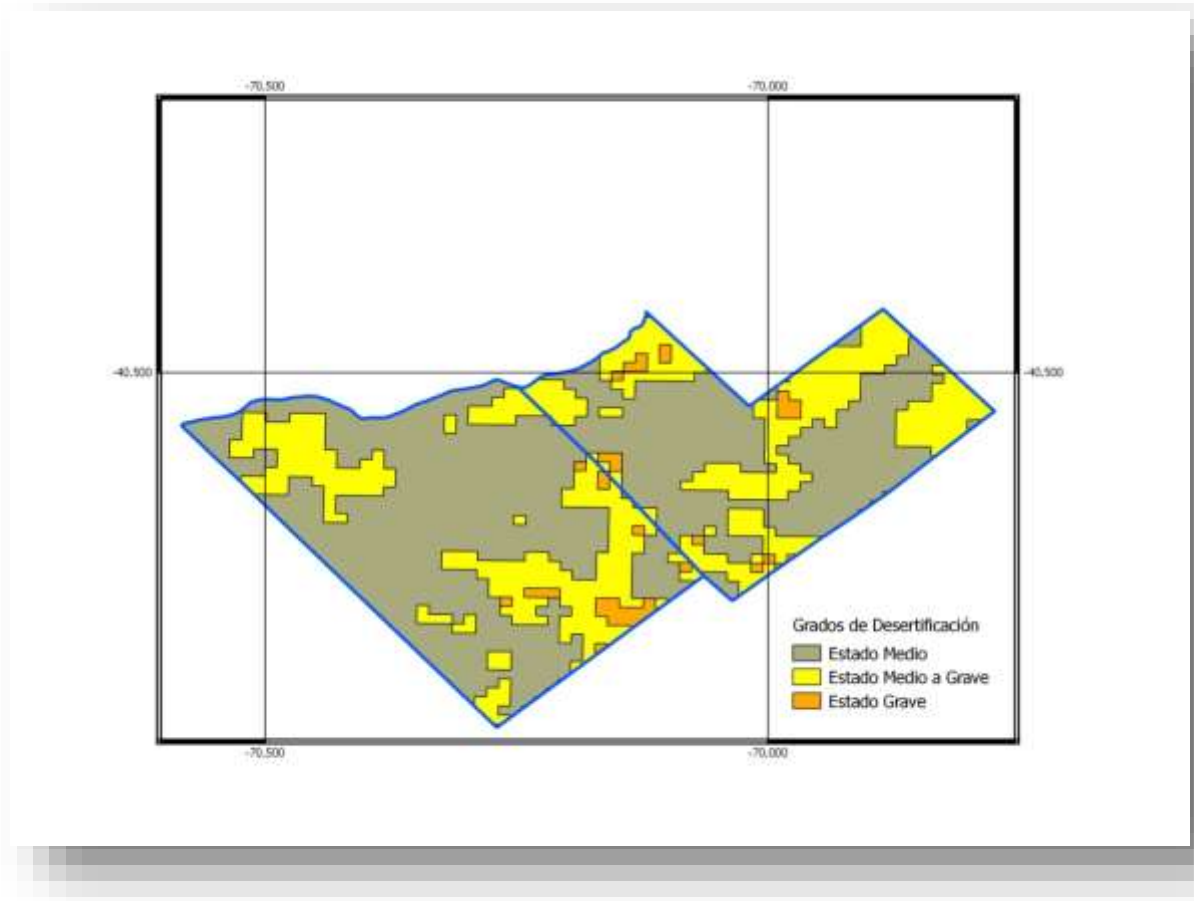 -70.500
-70.000
-40.500
-40.500
Grados de Desertificación
Estado Medio
Estado Medio a Grave
Estado Grave
-70.500
-70.000